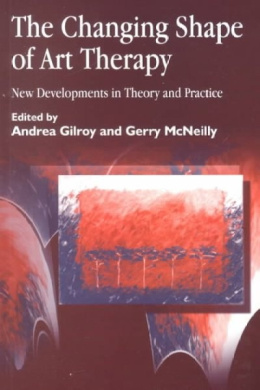 The Changing Shape
of Art Therapy
New Developments in Theory and Practice
Edited by
Andrea Gilroy and Gerry McNeilly